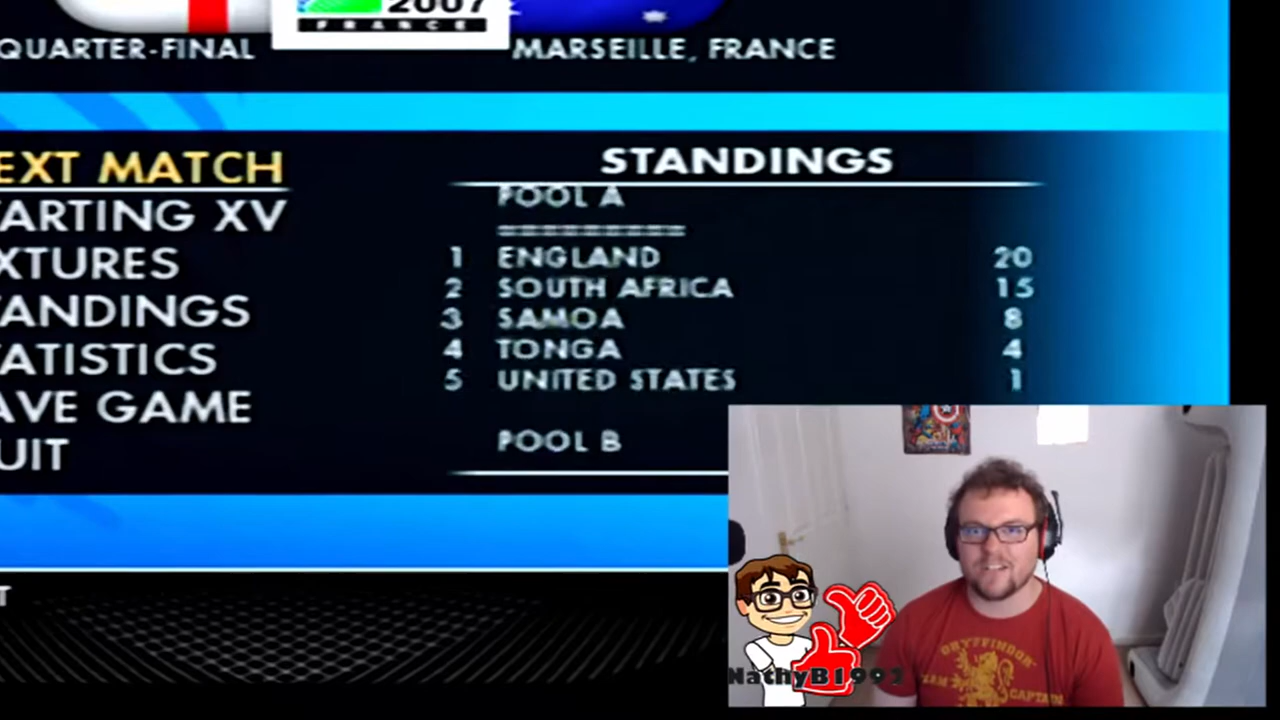 2007
FRANCE
QUARTER-FINAL
MARSEILLE, FRANCE
EXT MATCH
ARTING XV
XTURES
ANDINGS
ATISTICS
AVE GAME
UIT
T
STANDINGS
POOL A
==========
1 ENGLAND 20
2 SOUTH AFRICA 15
3 SAMOA 8
4 TONGA 4
5 UNITED STATES 1
POOL B
GRYFFINDOR
TEAM CAPTAIN
NathyB1992